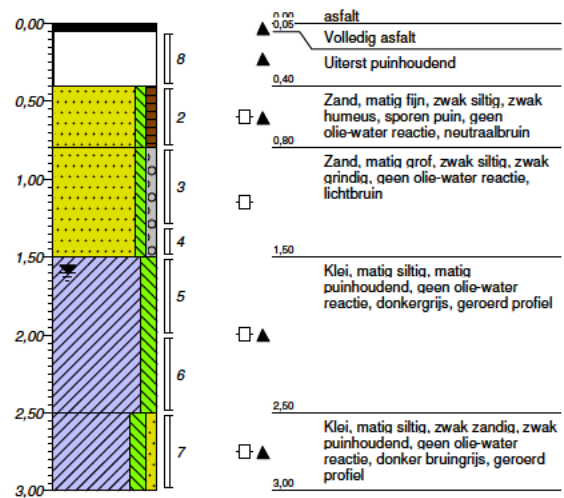 0,00
0,50
1,00
1,50
2,00
2,50
3,00
8
2
3
4
5
6
7
0,00
asfalt
0,05
Volledig asfalt
Uiterst puinhoudend
0,40
Zand, matig fijn, zwak siltig, zwak
humeus, sporen puin, geen
olie-water reactie, neutraalbruin
0,80
Zand, matig grof, zwak siltig, zwak
grindig, geen olie-water reactie,
lichtbruin
1,50
Klei, matig siltig, matig
puinhoudend, geen olie-water
reactie, donkergrijs, geroerd profiel
2,50
Klei, matig siltig, zwak zandig, zwak
puinhoudend, geen olie-water
reactie, donker bruingrijs, geroerd
profiel
3,00